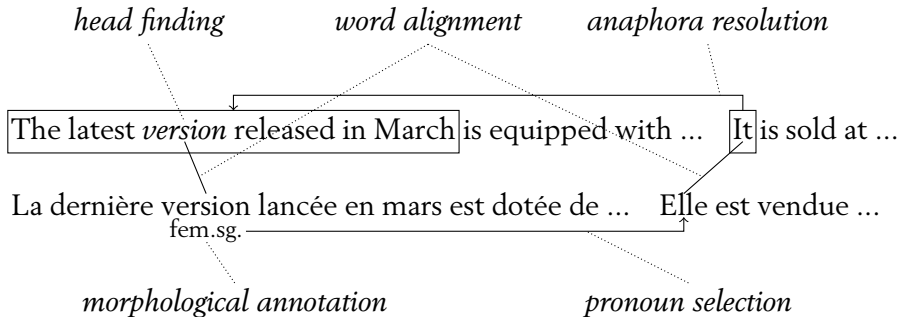 head finding word alignment anaphora resolution
The latest version released in March is equipped with ... It is sold at ...
La dernière version lancée en mars est dotée de ... Elle est vendue ...
fem.sg.
morphological annotation pronoun selection